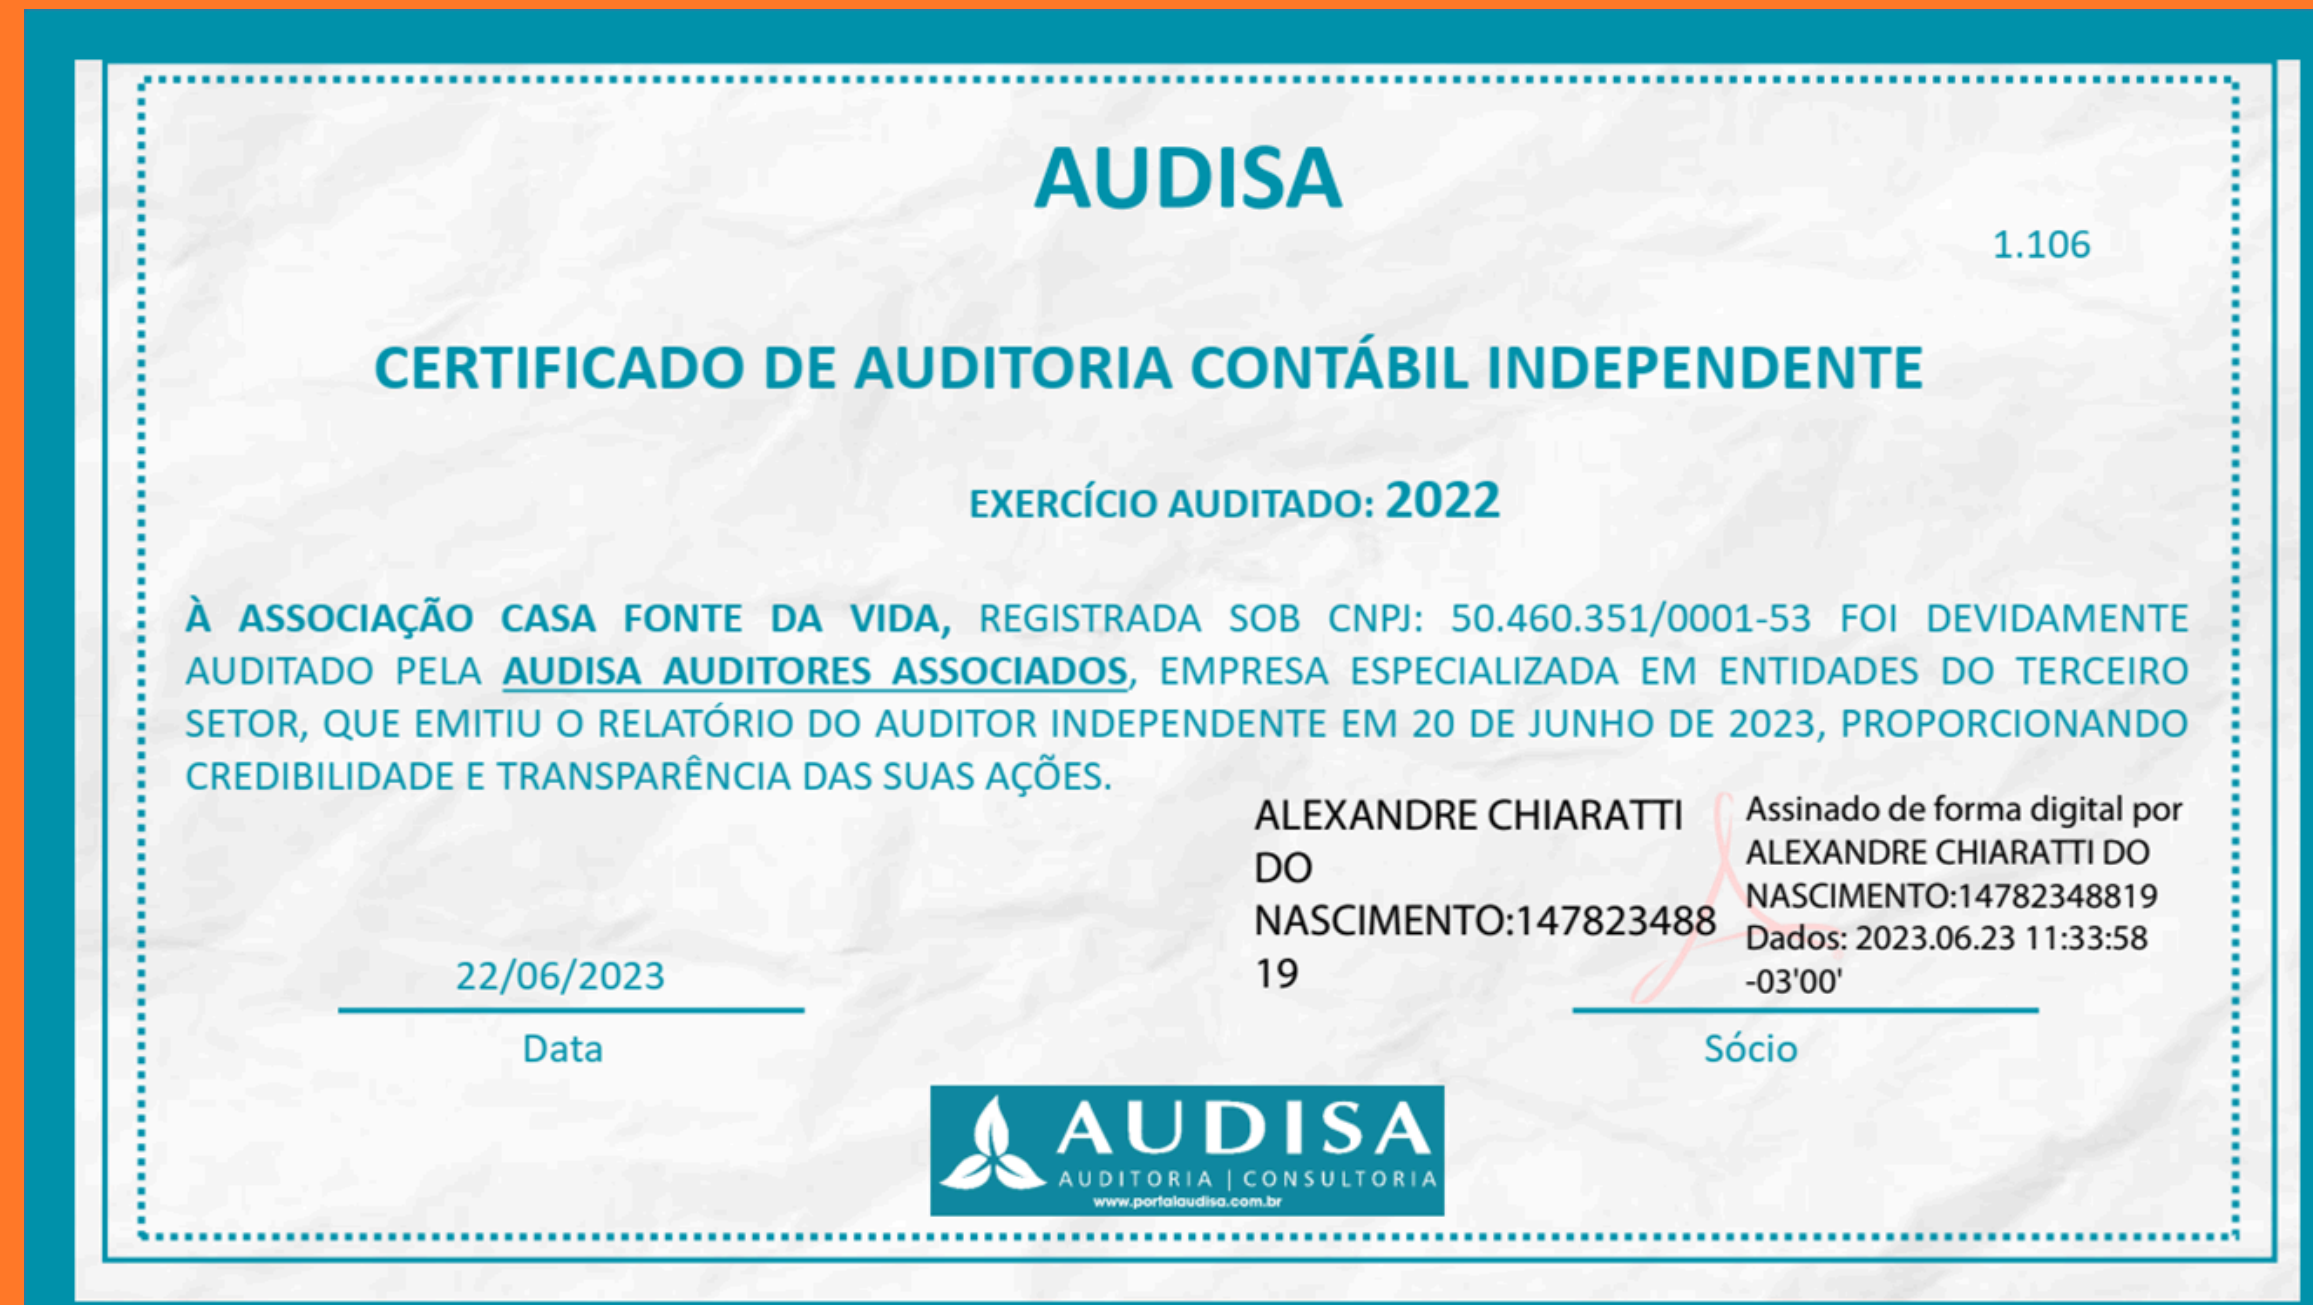 AUDISA
1.106
CERTIFICADO DE AUDITORIA CONTÁBIL INDEPENDENTE
EXERCÍCIO AUDITADO: 2022
À ASSOCIAÇÃO CASA FONTE DA VIDA, REGISTRADA SOB CNPJ: 50.460.351/0001-53 FOI DEVIDAMENTE
AUDITADO PELA AUDISA AUDITORES ASSOCIADOS, EMPRESA ESPECIALIZADA EM ENTIDADES DO TERCEIRO
SETOR, QUE EMITIU O RELATÓRIO DO AUDITOR INDEPENDENTE EM 20 DE JUNHO DE 2023, PROPORCIONANDO
CREDIBILIDADE E TRANSPARÊNCIA DAS SUAS AÇÕES.
ALEXANDRE CHIARATTI
DO
NASCIMENTO:147823488
19
Assinado de forma digital por
ALEXANDRE CHIARATTI DO
NASCIMENTO:14782348819
Dados: 2023.06.23 11:33:58
-03'00'
22/06/2023
Data
Sócio
AUDISA
AUDITORIA | CONSULTORIA
www.portalaudisa.com.br